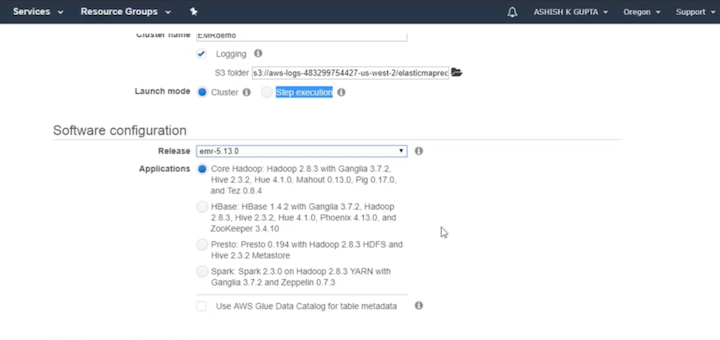 Services Resource Groups ASHISH K GUPTA Oregon Support
Cluster name EMRdemo
Logging
S3 folder s3://aws-logs-483299754427-us-west-2/elasticmaprec
Launch mode Cluster Step execution
Software configuration
Release emr-5.13.0
Applications Core Hadoop: Hadoop 2.8.3 with Ganglia 3.7.2,
Hive 2.3.2, Hue 4.1.0, Mahout 0.13.0, Pig 0.17.0,
and Tez 0.8.4
HBase: HBase 1.4.2 with Ganglia 3.7.2, Hadoop
2.8.3, Hive 2.3.2, Hue 4.1.0, Phoenix 4.13.0, and
ZooKeeper 3.4.10
Presto: Presto 0.194 with Hadoop 2.8.3 HDFS and
Hive 2.3.2 Metastore
Spark: Spark 2.3.0 on Hadoop 2.8.3 YARN with
Ganglia 3.7.2 and Zeppelin 0.7.3
Use AWS Glue Data Catalog for table metadata